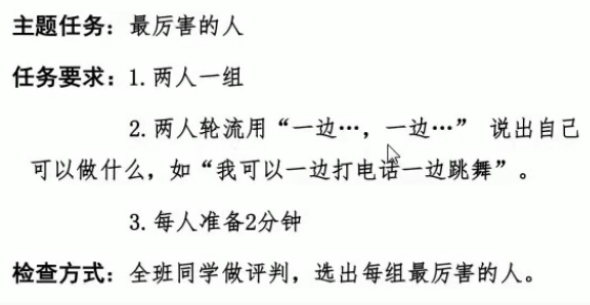 主题任务：最厉害的人
任务要求：1.两人一组
2.两人轮流用“一边…，一边…” 说出自己
可以做什么，如“我可以一边打电话一边跳舞”。
3.每人准备2分钟
检查方式：全班同学做评判，选出每组最厉害的人。